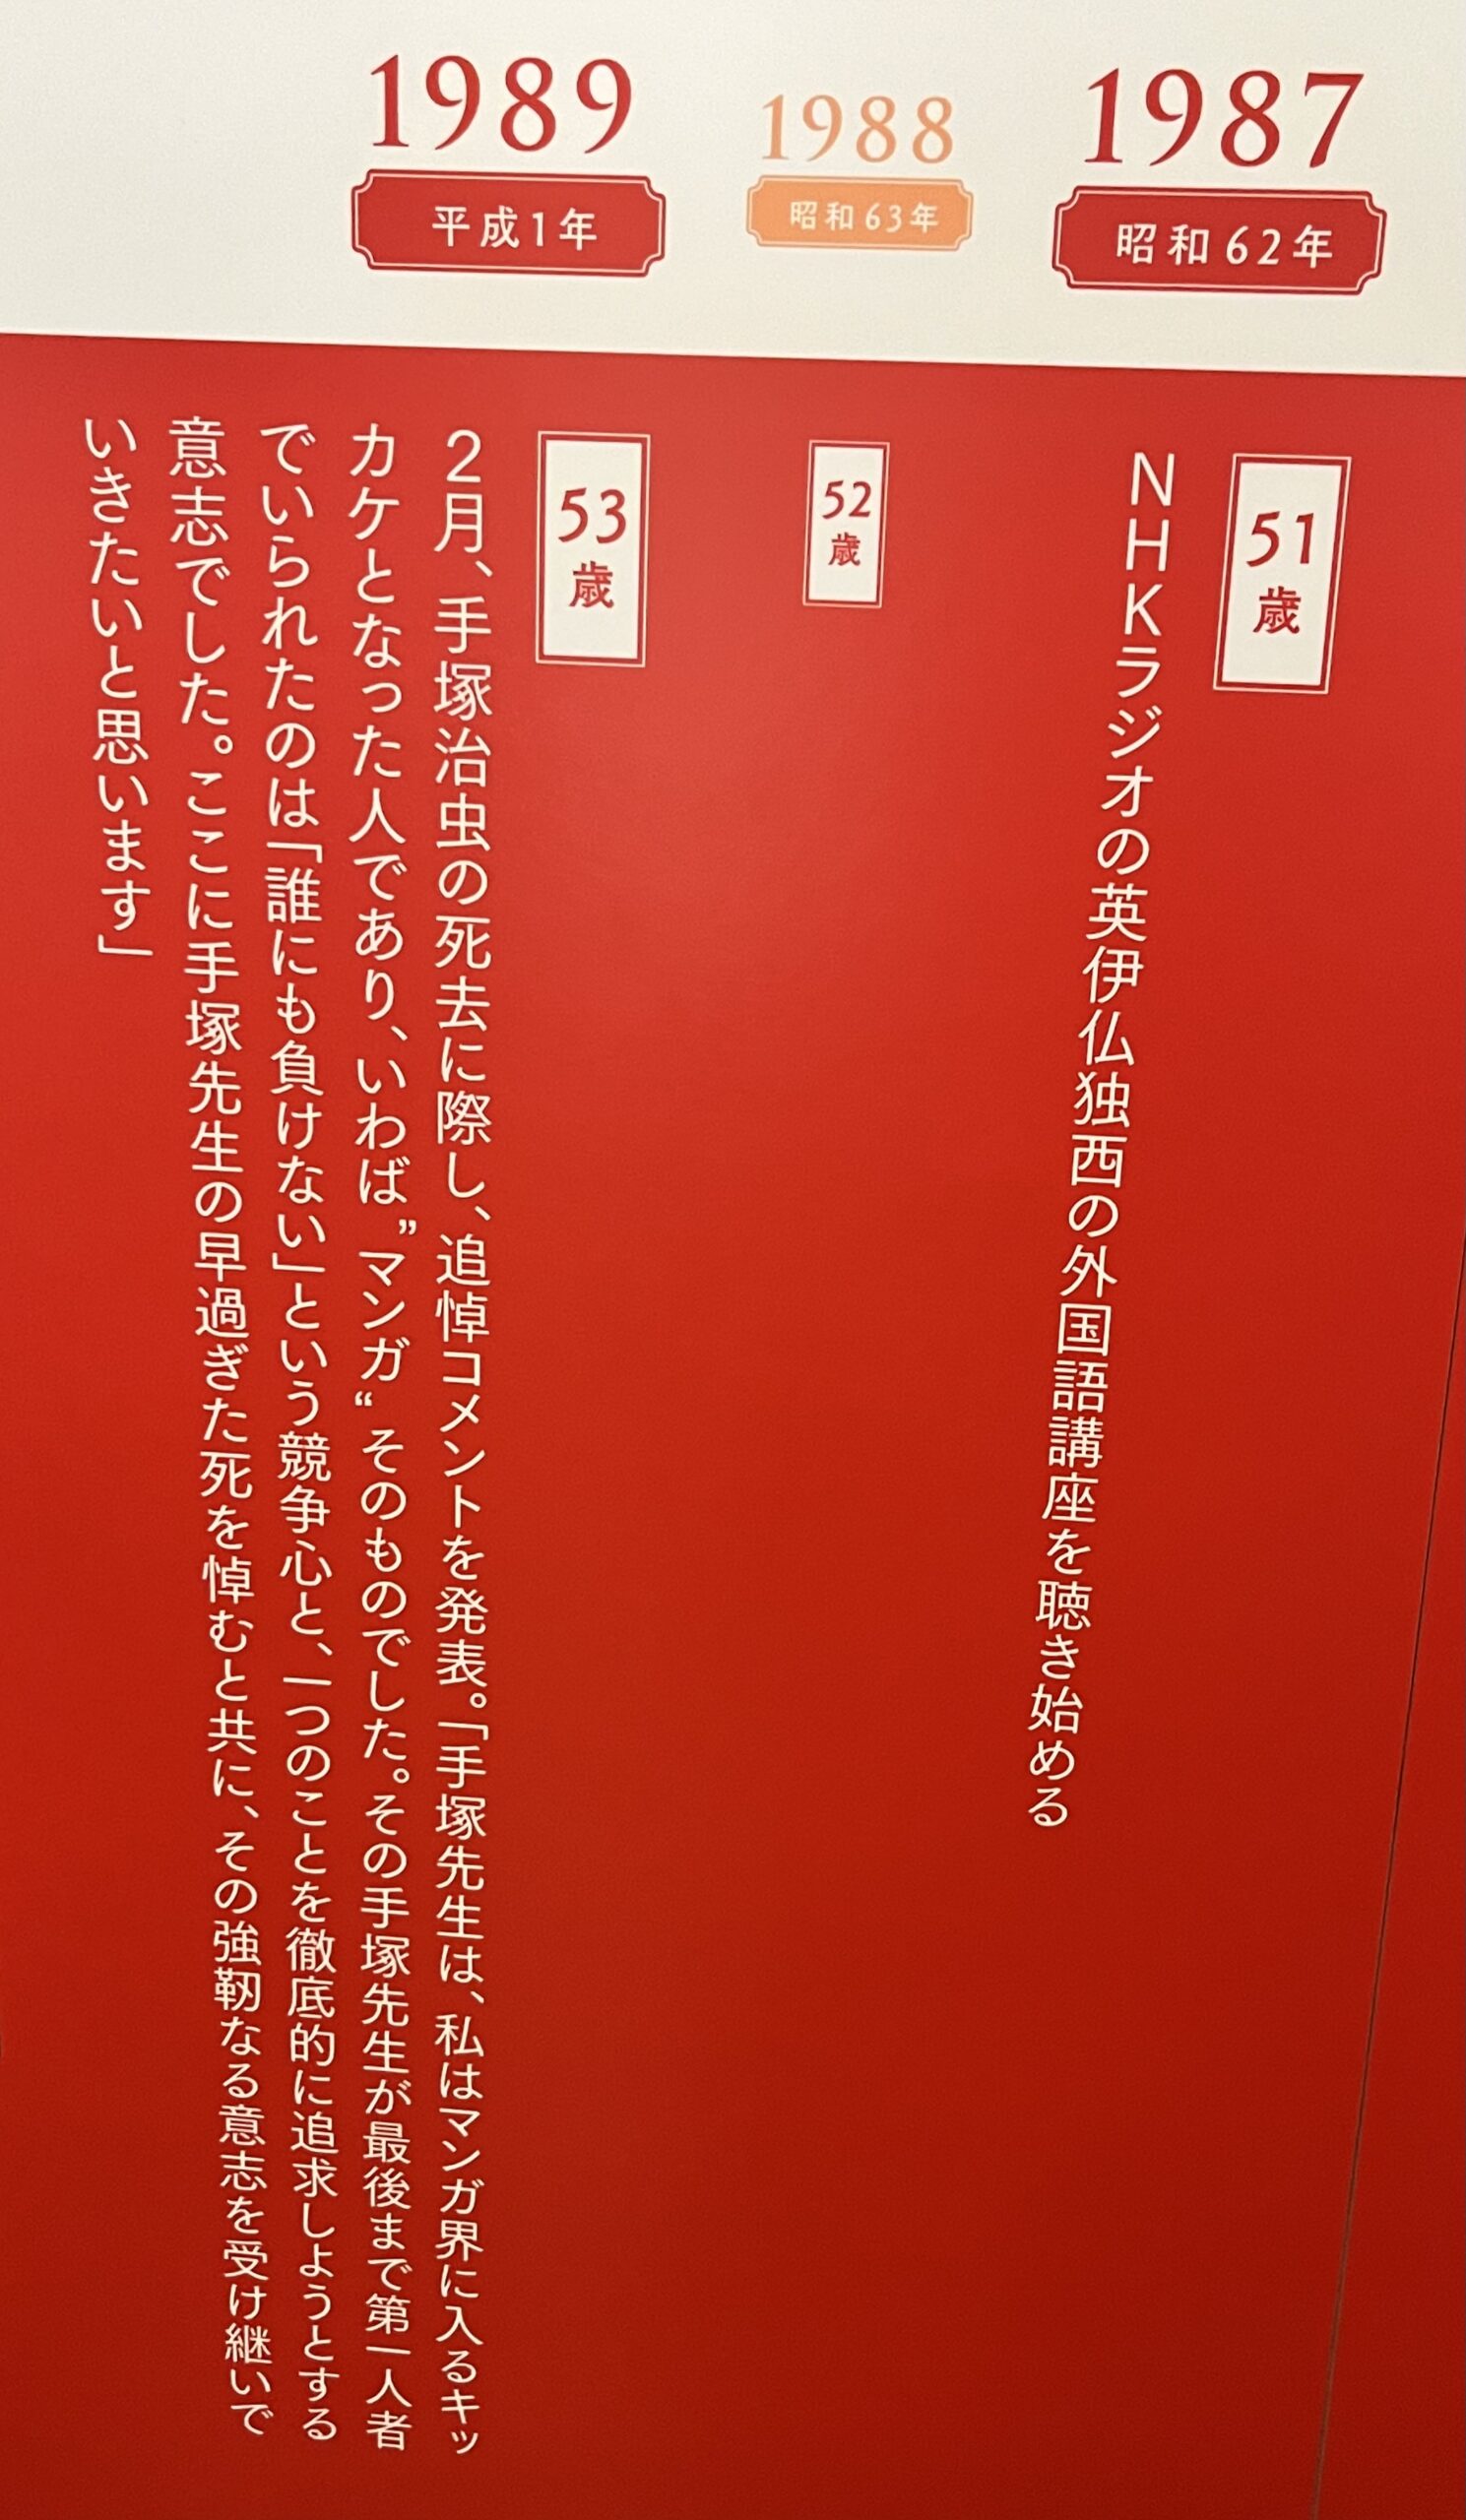 1987
昭和62年
51歳
NHKラジオの英伊仏独西の外国語講座を聴き始める
1988
昭和63年
52歳
1989
平成1年
53歳
2月、手塚治虫の死去に際し、追悼コメントを発表。「手塚先生は、私はマンガ界に入るキッ
カケとなった人であり、いわば”マンガ“そのものでした。その手塚先生が最後まで第一人者
でいられたのは「誰にも負けない」という競争心と、一つのことを徹底的に追求しようとする
意志でした。ここに手塚先生の早過ぎた死を悼むと共に、その強靭なる意志を受け継いで
いきたいと思います」